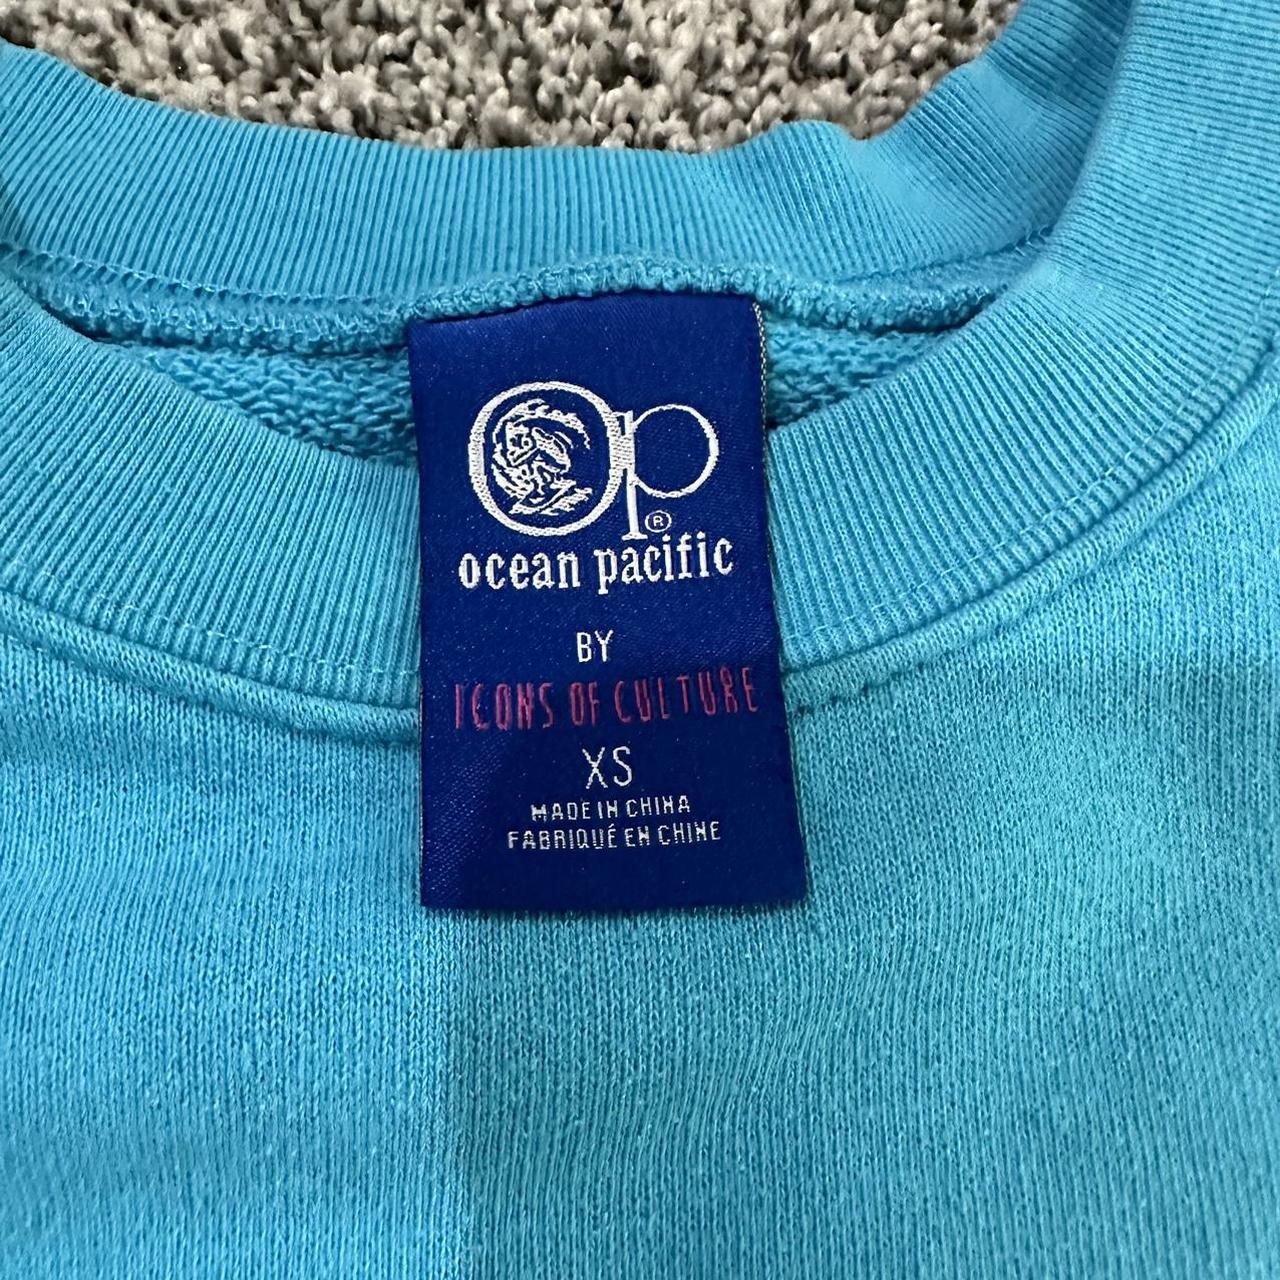 Op®
ocean pacific
BY
ICONS OF CULTURE
XS
MADE IN CHINA
FABRIQUÉ EN CHINE